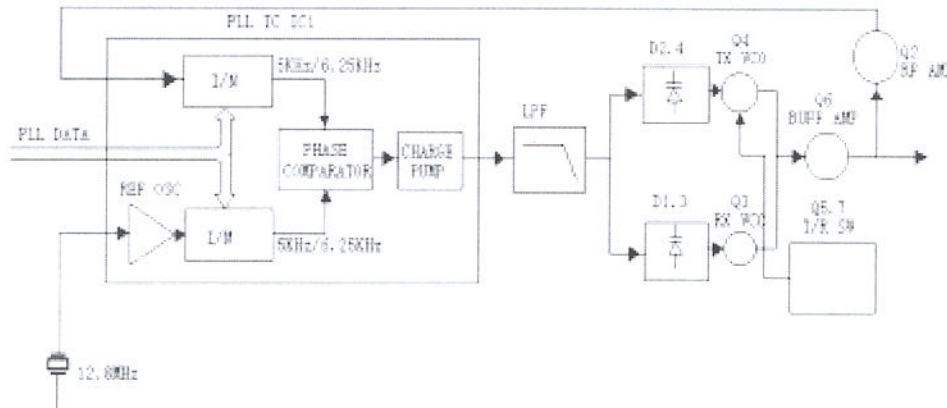 PLL IC IC1
I/M
5KHz/6.25KHz
PLL DATA
PHASE
COMPARATOR
CHARGE
PUMP
REF OSC
I/M
5KHz/6.25KHz
12.8MHz
LPF
D2.4
Q4
TX VCO
D1.3
Q3
RX VCO
Q6
BUFF AMP
Q2
RF AM
Q5.7
T/R SW